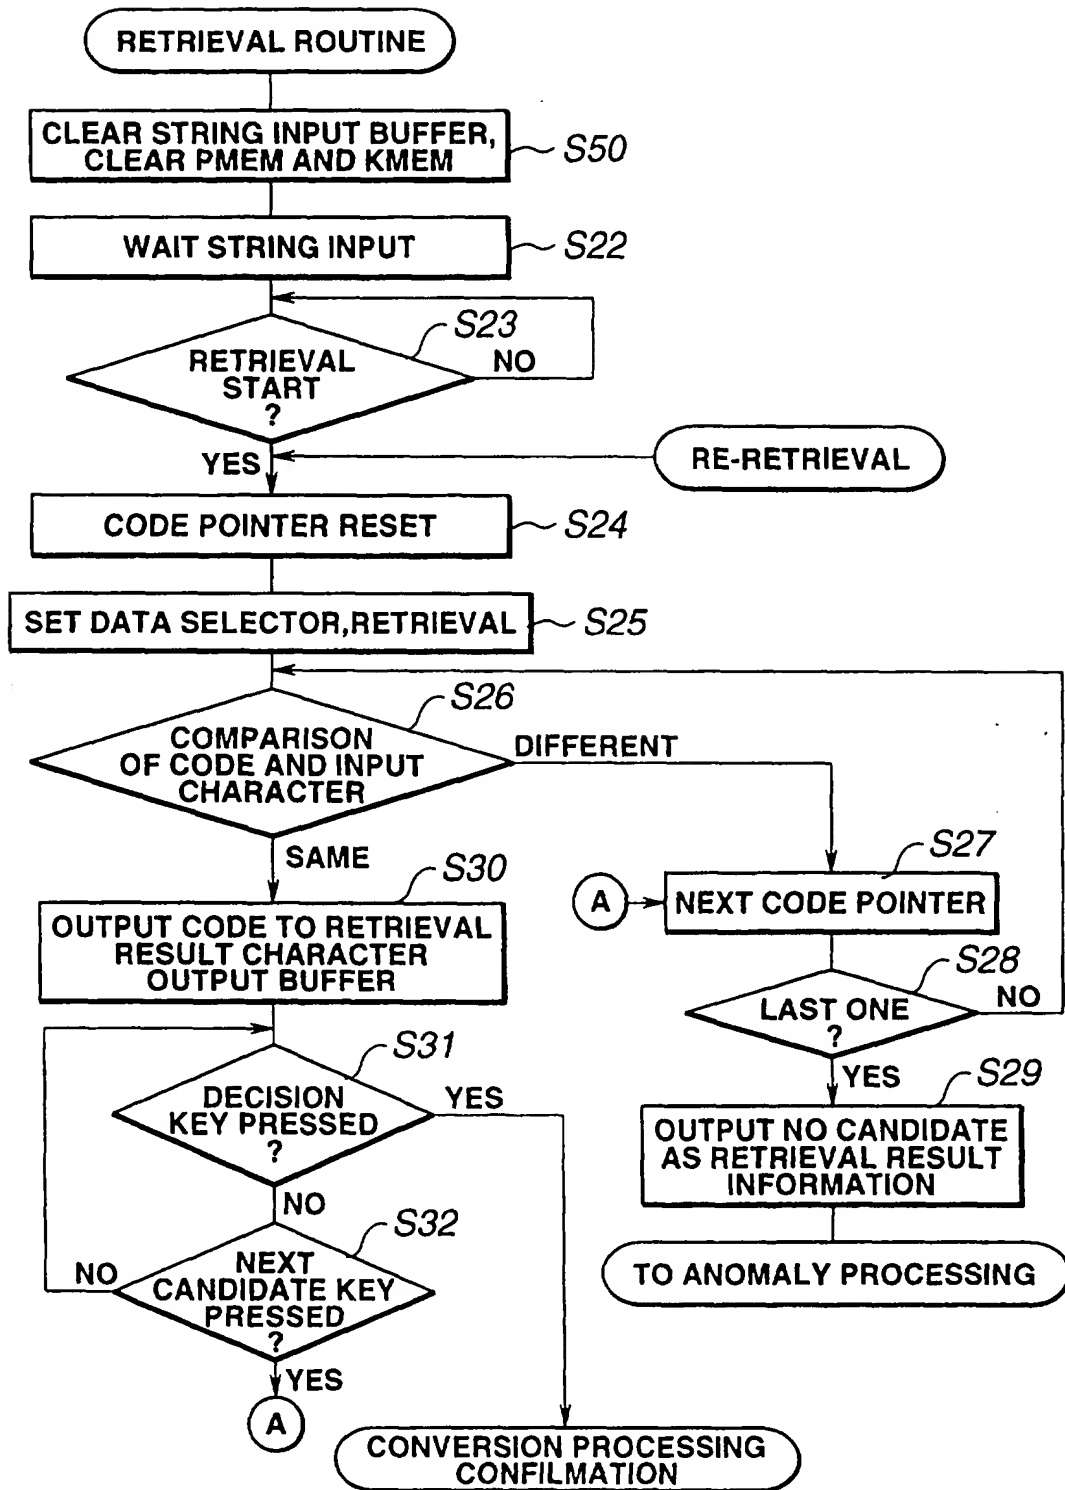 RETRIEVAL ROUTINE
CLEAR STRING INPUT BUFFER,
CLEAR PMEM AND KMEM
S50
WAIT STRING INPUT
S22
S23
RETRIEVAL
START
?
NO
YES
RE-RETRIEVAL
CODE POINTER RESET
S24
SET DATA SELECTOR,RETRIEVAL
S25
S26
COMPARISON
OF CODE AND INPUT
CHARACTER
DIFFERENT
SAME
S27
A
NEXT CODE POINTER
S28
LAST ONE
?
NO
YES
S29
OUTPUT NO CANDIDATE
AS RETRIEVAL RESULT
INFORMATION
TO ANOMALY PROCESSING
S30
OUTPUT CODE TO RETRIEVAL
RESULT CHARACTER
OUTPUT BUFFER
S31
DECISION
KEY PRESSED
?
YES
NO
S32
NEXT
CANDIDATE KEY
PRESSED
?
NO
YES
A
CONVERSION PROCESSING
CONFILMATION